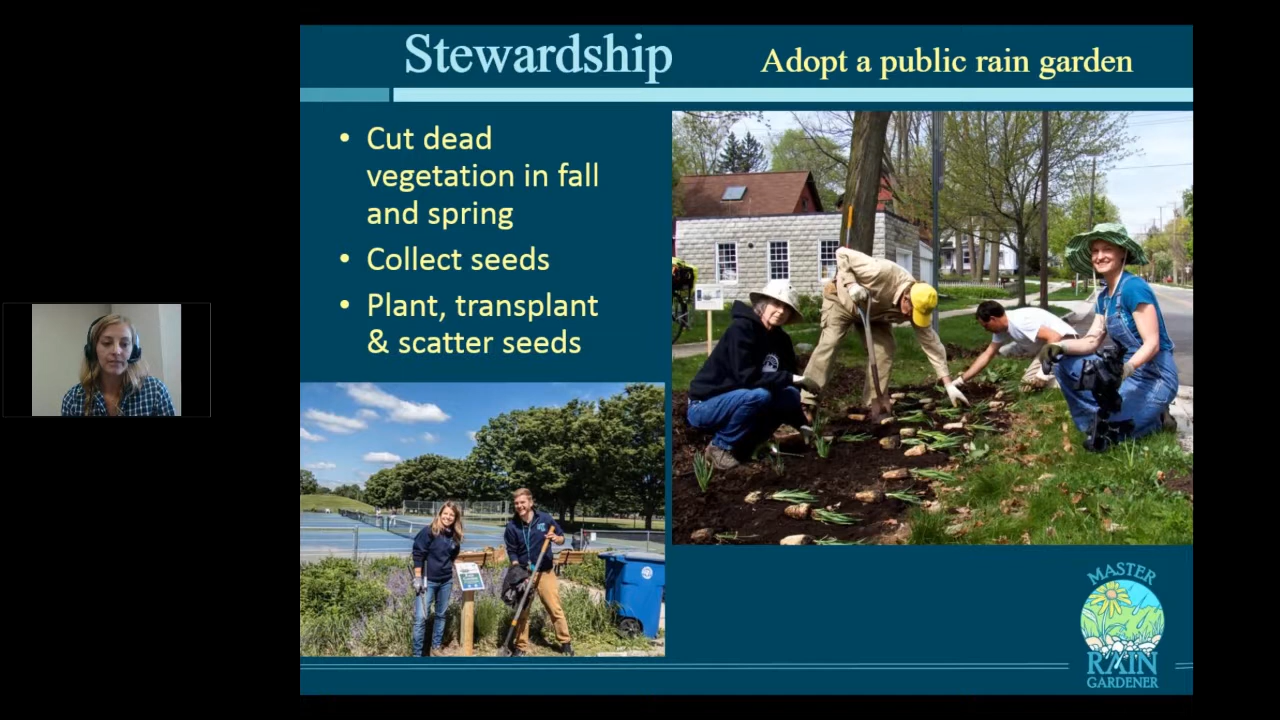 Stewardship
Adopt a public rain garden
• Cut dead
vegetation in fall
and spring
• Collect seeds
• Plant, transplant
& scatter seeds
MASTER
RAIN
GARDENER